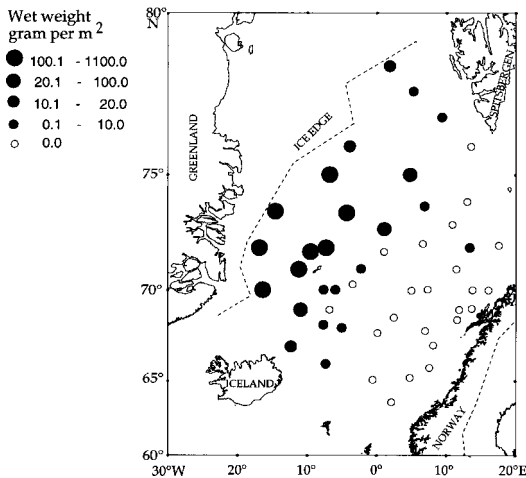 Wet weight
gram per m 2
100.1 - 1100.0
20.1 - 100.0
10.1 - 20.0
0.1 - 10.0
0.0
80°
N
75°
70°
65°
60°
30°W
20°
10°
0°
10°
20°E
GREENLAND
ICE EDGE
SPITSBERGEN
ICELAND
NORWAY